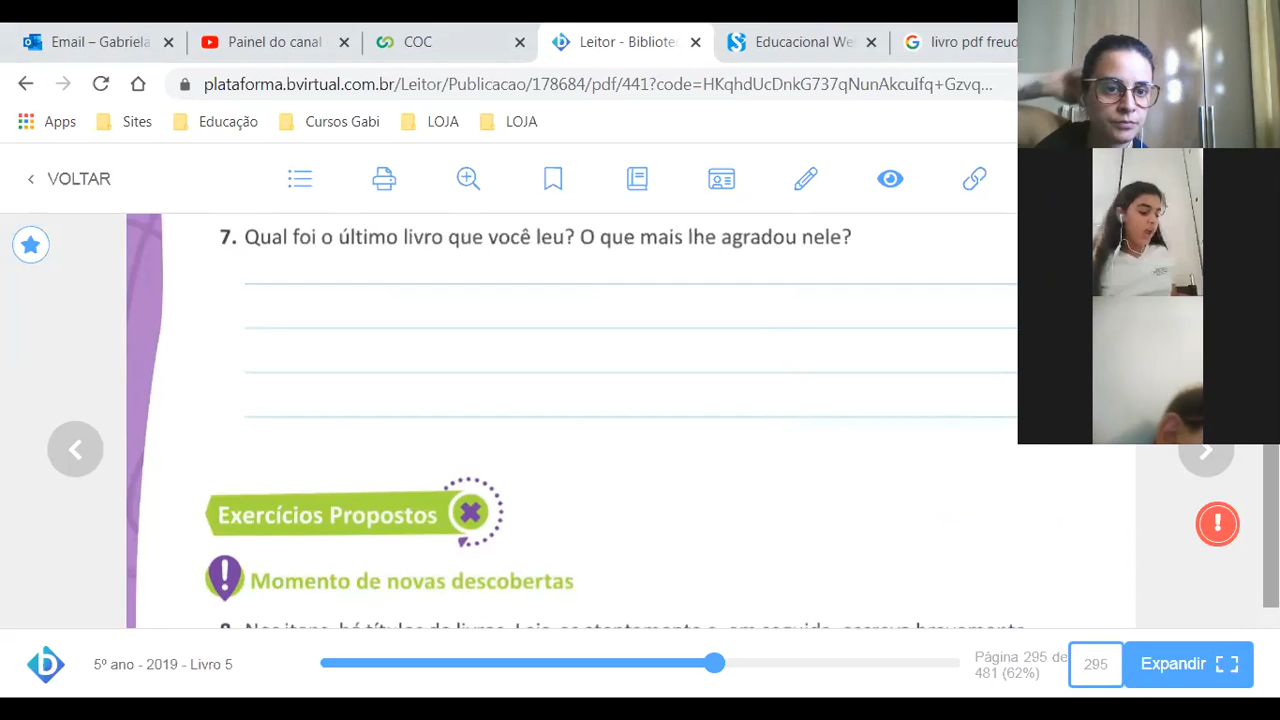 Email – Gabriela
Painel do canal
COC
Leitor - Bibliote
Educacional We
livro pdf freud
plataforma.bvirtual.com.br/Leitor/Publicacao/178684/pdf/441?code=HKqhdUcDnkG737qNunAkcuIfq+Gzvq...
Apps Sites Educação Cursos Gabi LOJA LOJA
VOLTAR
7. Qual foi o último livro que você leu? O que mais lhe agradou nele?
Exercícios Propostos
Momento de novas descobertas
5º ano - 2019 - Livro 5
Página 295 de
481 (62%)
295
Expandir